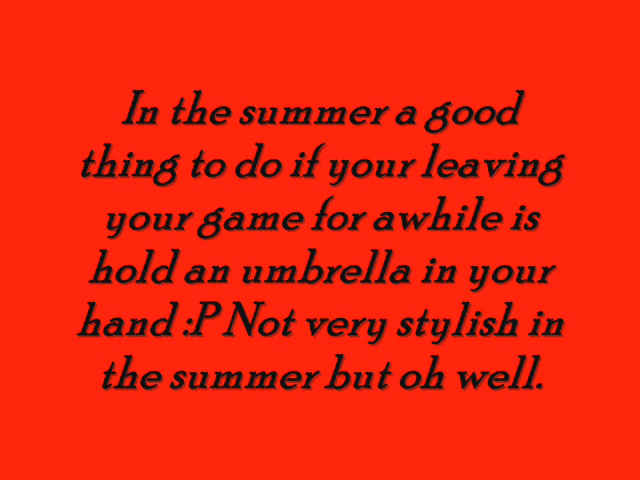 In the summer a good
thing to do if your leaving
your game for awhile is
hold an umbrella in your
hand :P Not very stylish in
the summer but oh well.